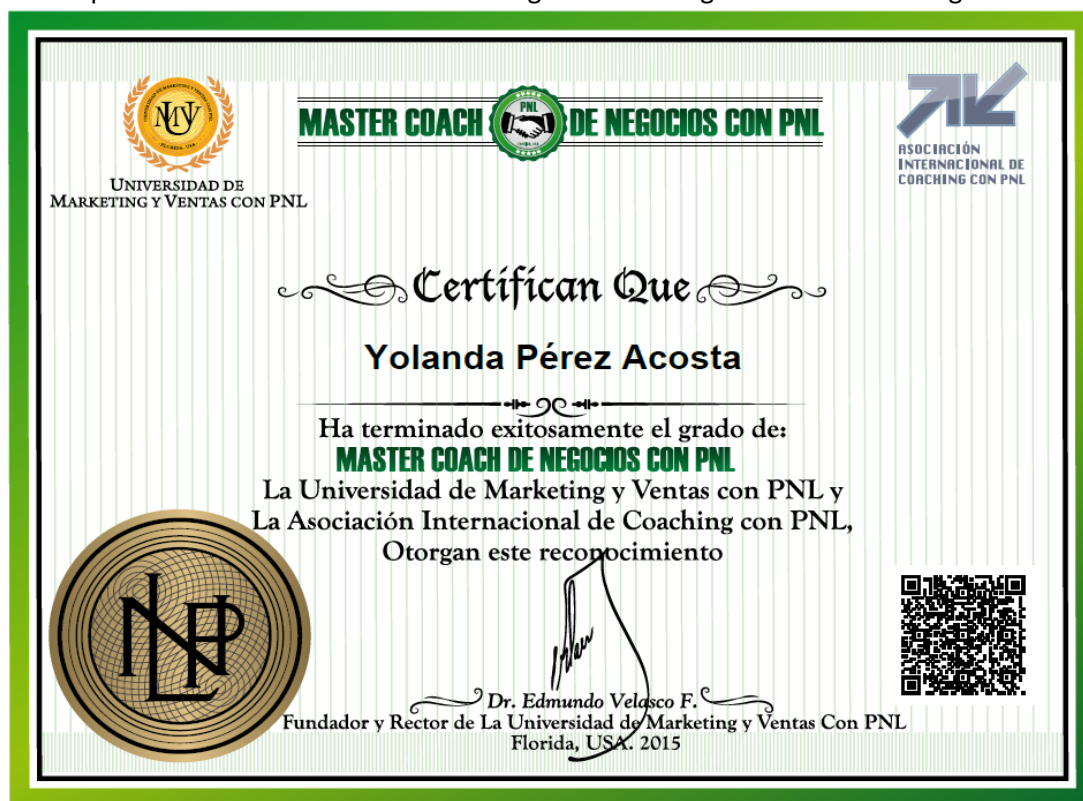 MASTER COACH DE NEGOCIOS CON PNL
PNL
UMV
UNIVERSIDAD DE
MARKETING Y VENTAS CON PNL
ASOCIACIÓN
INTERNACIONAL DE
COACHING CON PNL
Certifican Que
Yolanda Pérez Acosta
Ha terminado exitosamente el grado de:
MASTER COACH DE NEGOCIOS CON PNL
La Universidad de Marketing y Ventas con PNL y
La Asociación Internacional de Coaching con PNL,
Otorgan este reconocimiento
NLP
Dr. Edmundo Velasco F.
Fundador y Rector de La Universidad de Marketing y Ventas Con PNL
Florida, USA. 2015